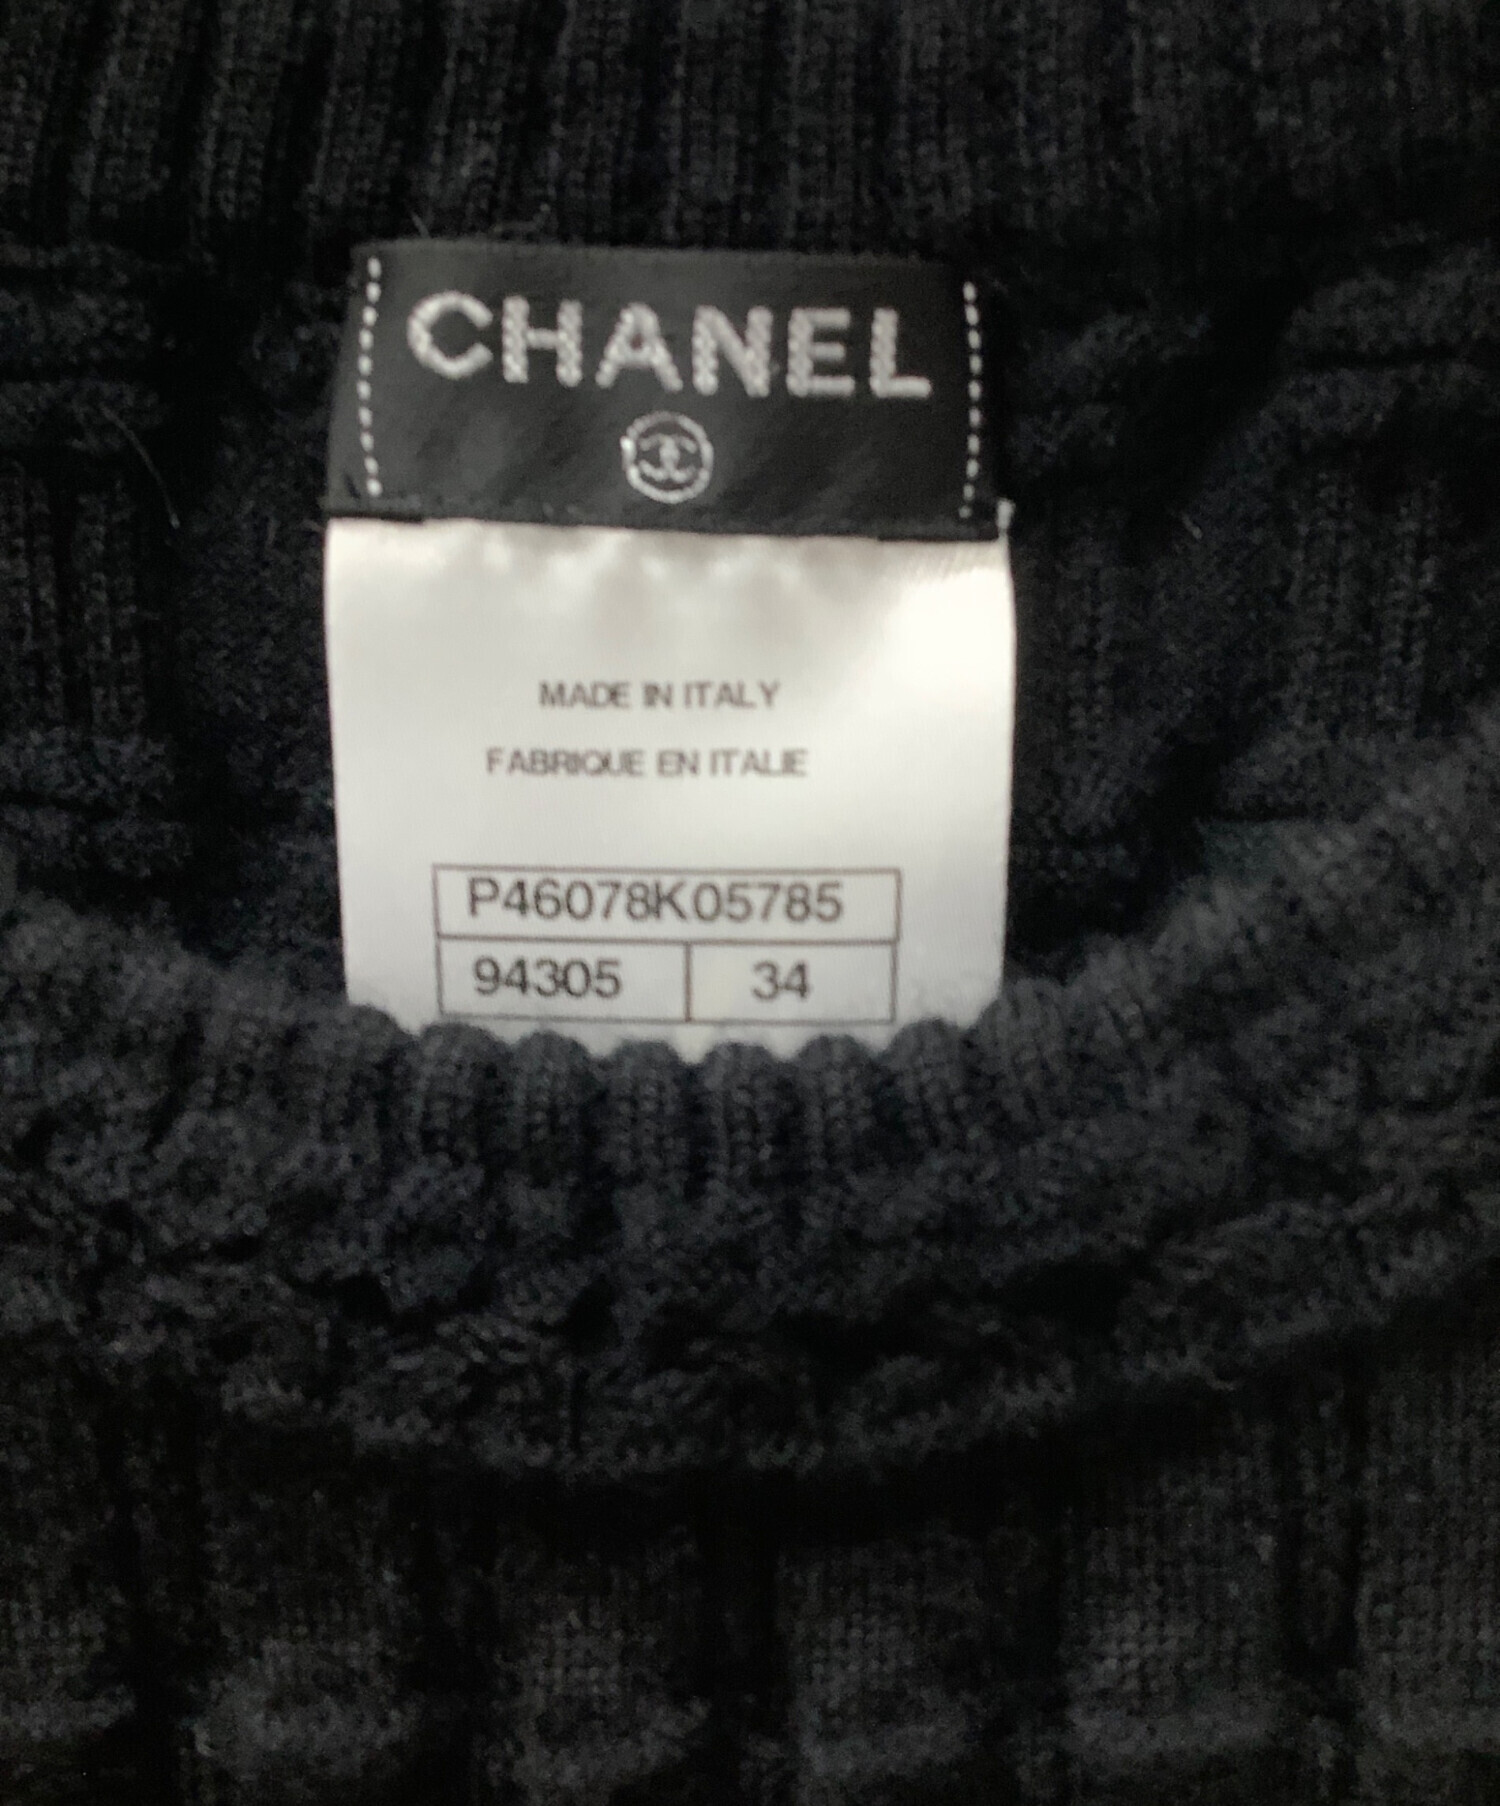 CHANEL
MADE IN ITALY
FABRIQUE EN ITALIE
P46078K05785
94305 34